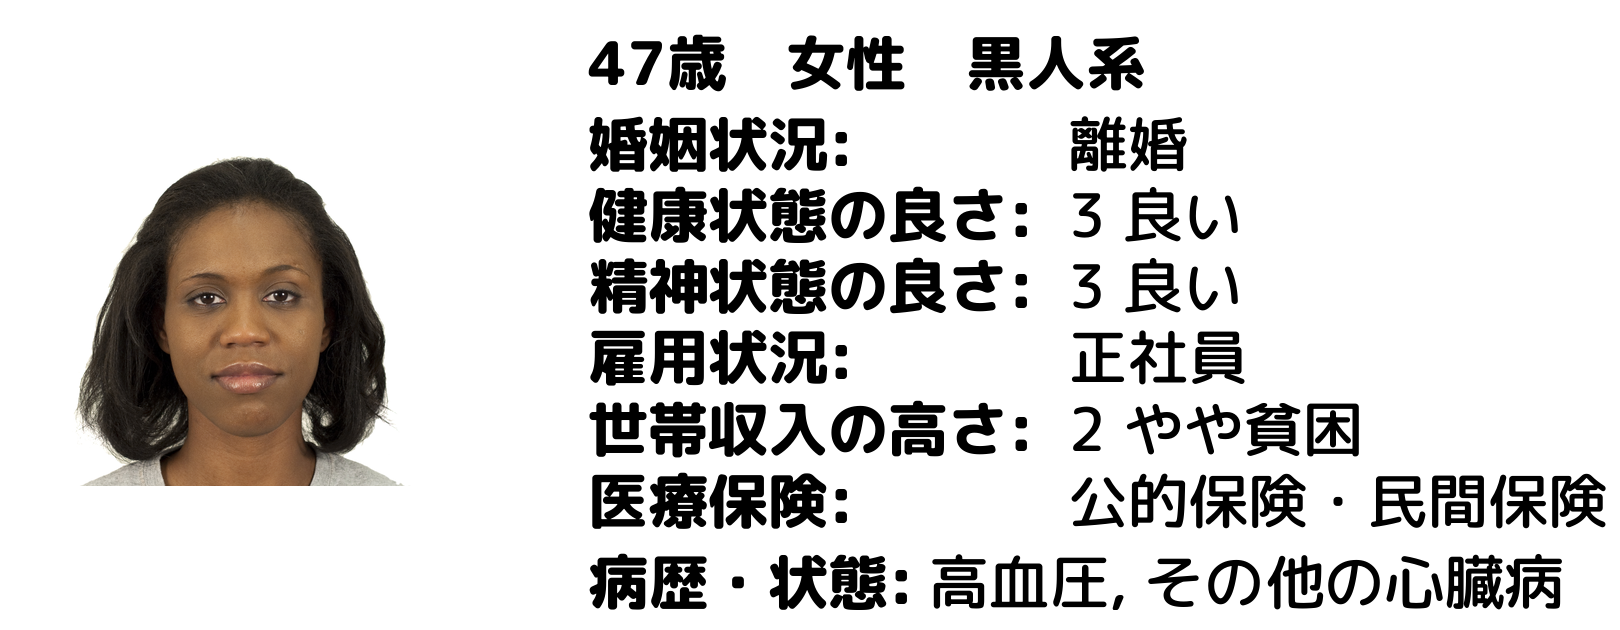 47歳　女性　黒人系
婚姻状況: 離婚
健康状態の良さ: 3 良い
精神状態の良さ: 3 良い
雇用状況: 正社員
世帯収入の高さ: 2 やや貧困
医療保険: 公的保険・民間保険
病歴・状態: 高血圧, その他の心臓病